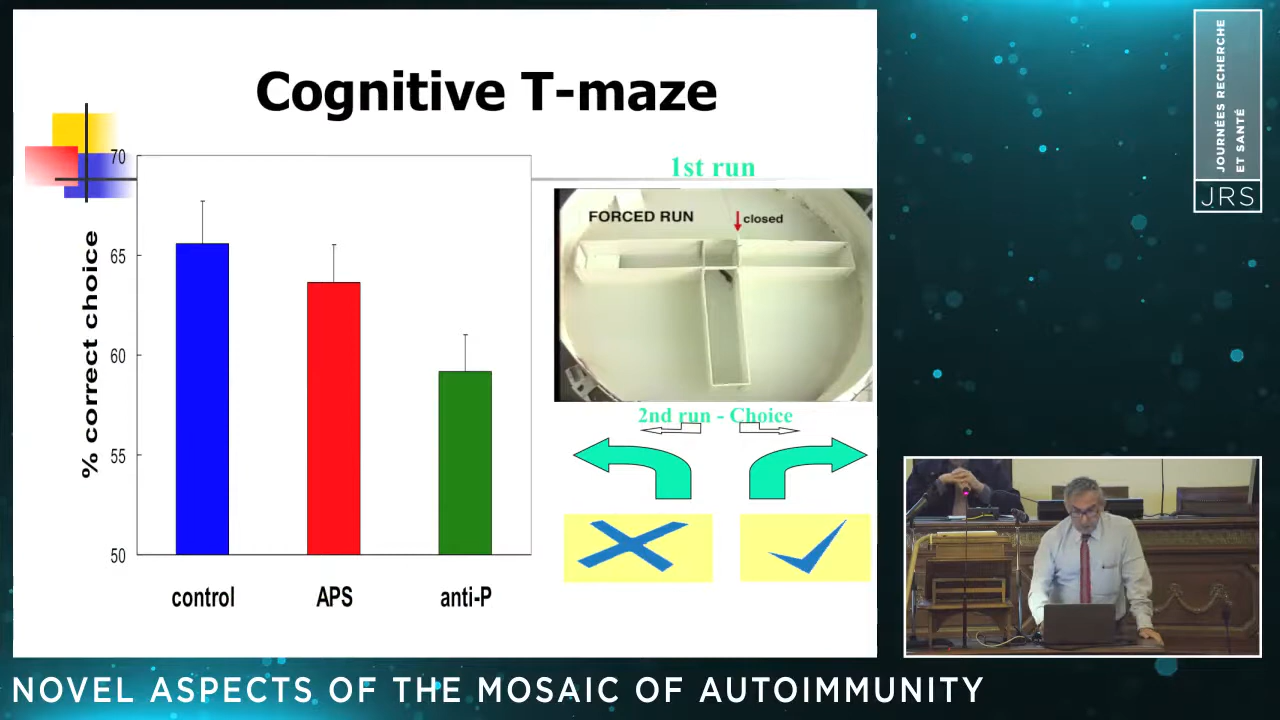 Cognitive T-maze
70
65
60
55
50
% correct choice
control
APS
anti-P
1st run
FORCED RUN
closed
2nd run - Choice
JOURNÉES RECHERCHE
ET SANTÉ
JRS
NOVEL ASPECTS OF THE MOSAIC OF AUTOIMMUNITY